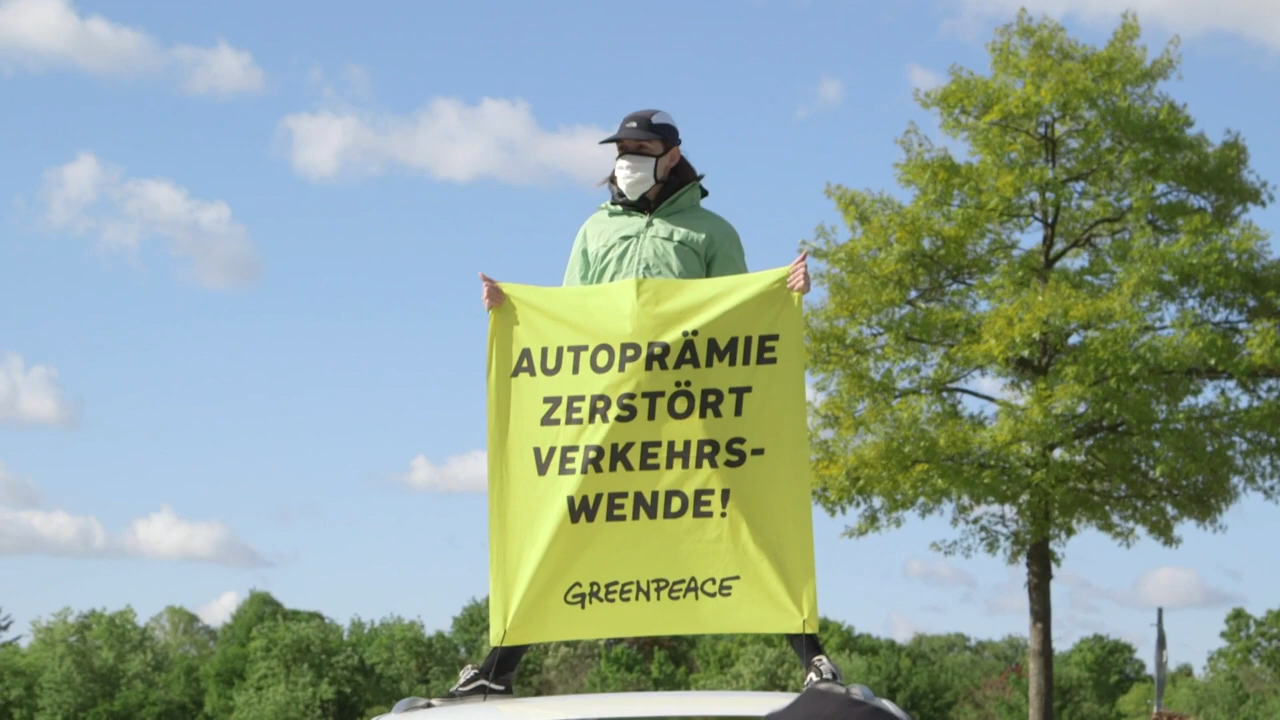 AUTOPRÄMIE
ZERSTÖRT
VERKEHRS-
WENDE!
GREENPEACE